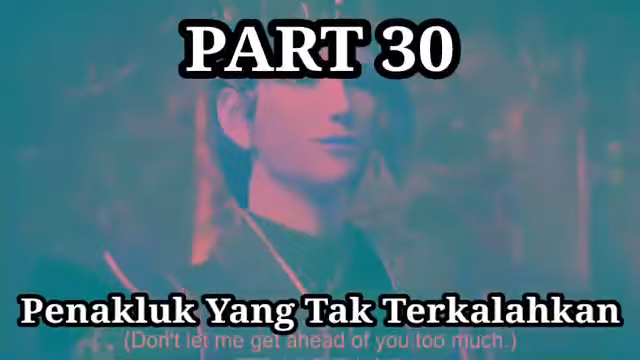 PART 30
Penakluk Yang Tak Terkalahkan
(Don't let me get ahead of you too much.)